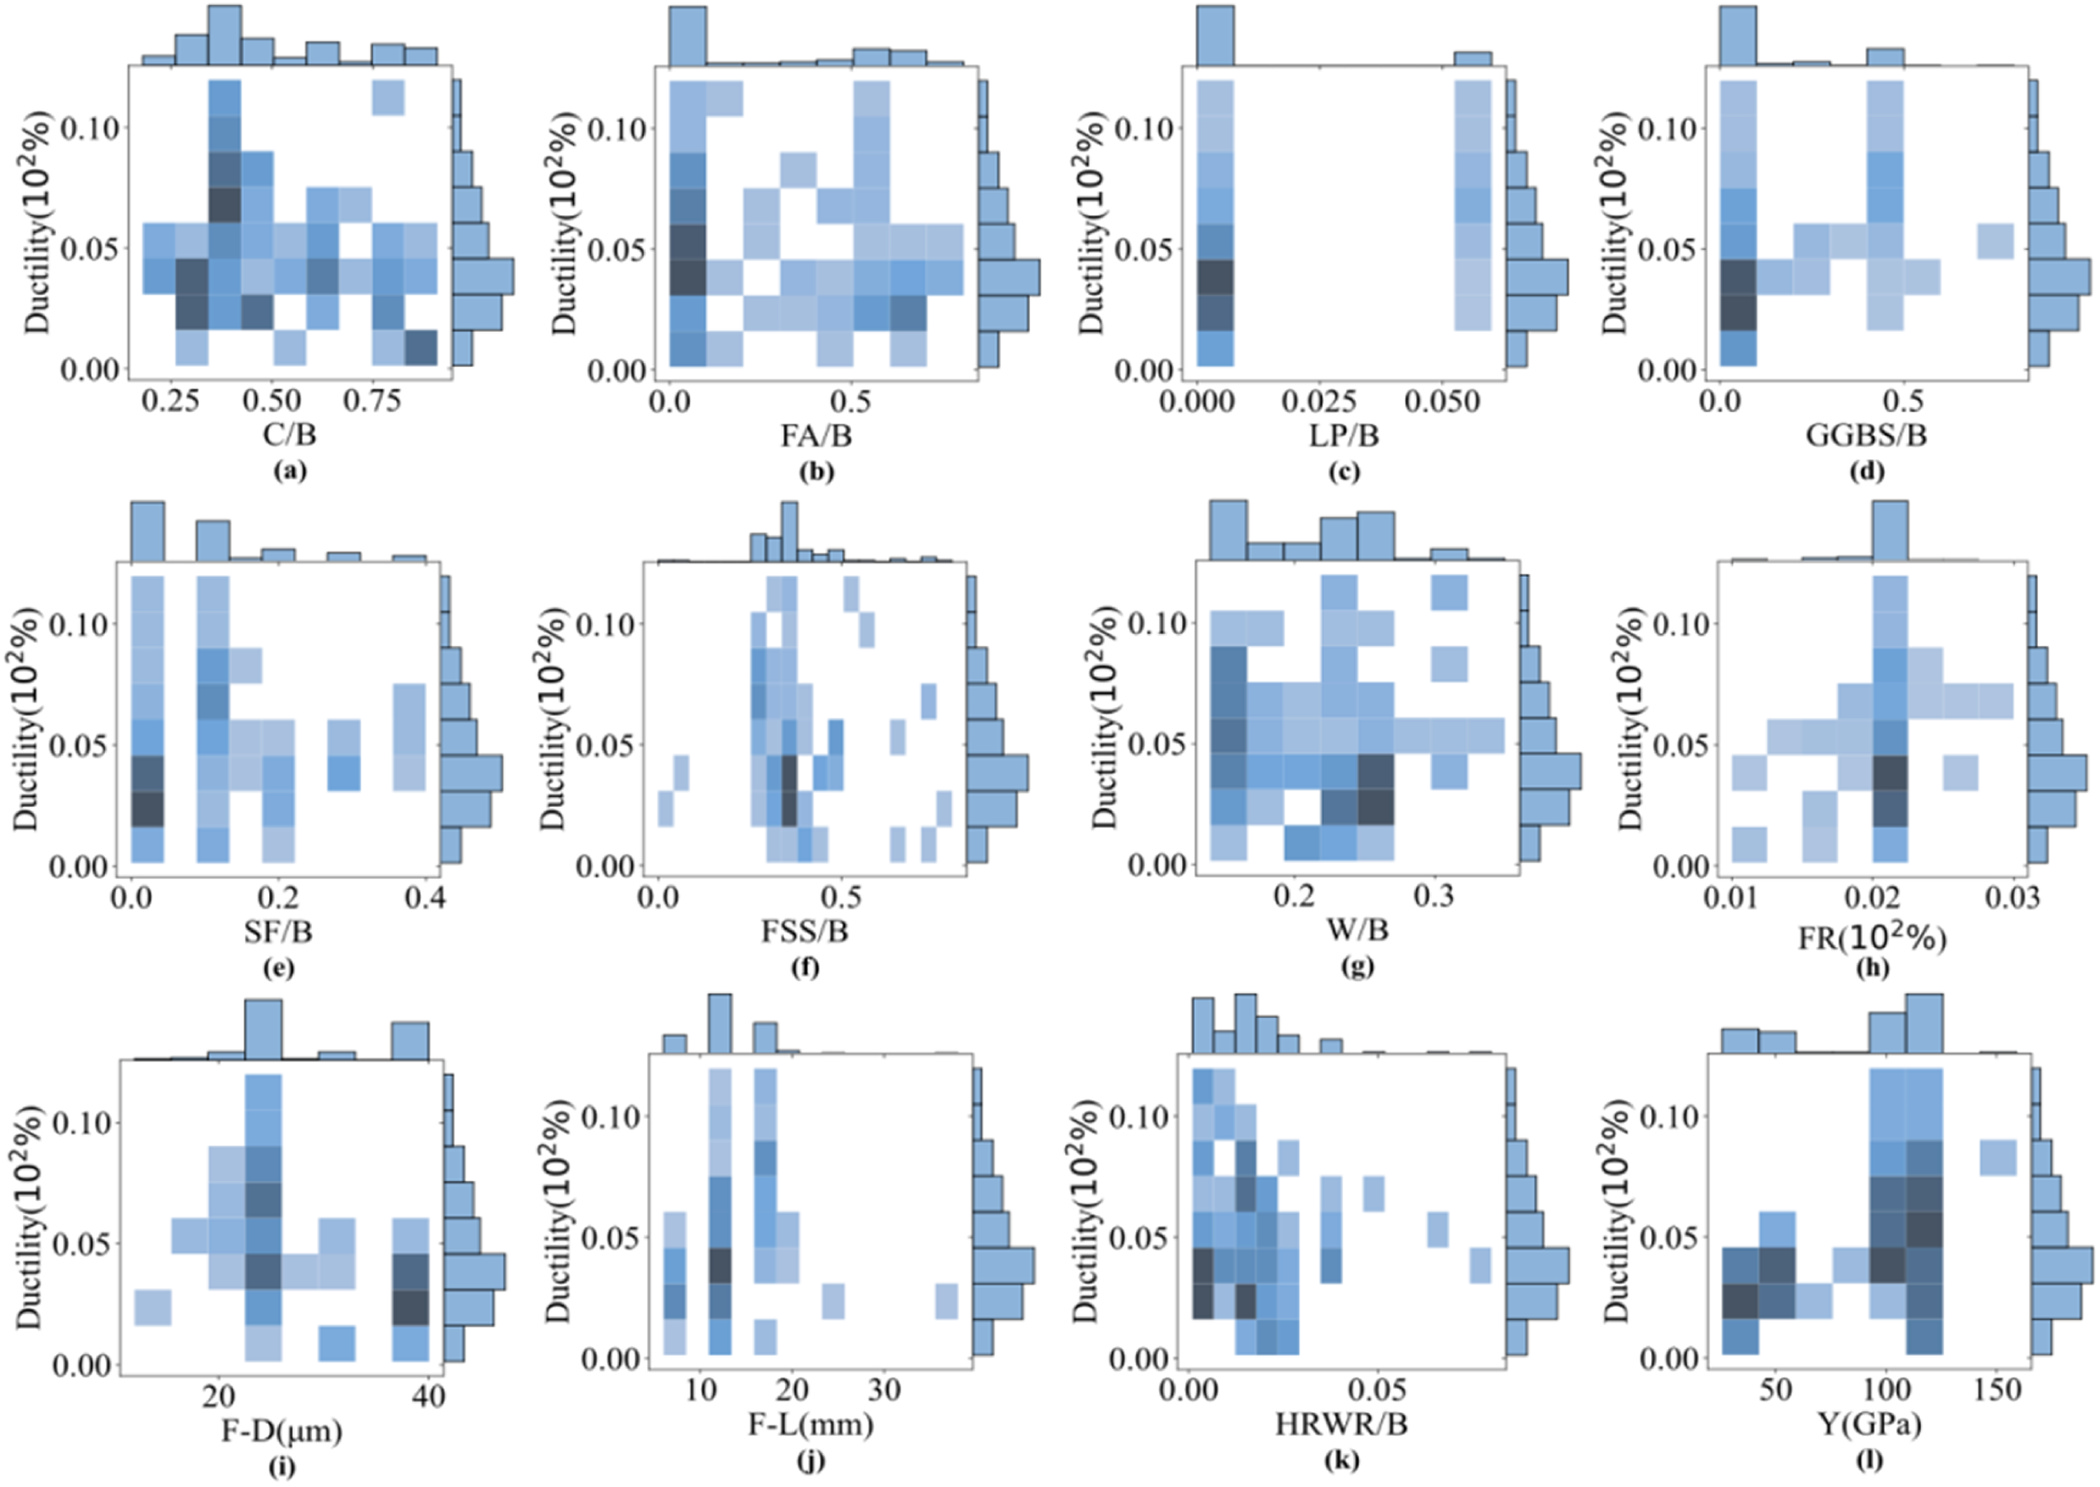 Ductility(10²%)
0.10
0.05
0.00
0.25 0.50 0.75
C/B
(a)
Ductility(10²%)
0.10
0.05
0.00
0.0 0.5
FA/B
(b)
Ductility(10²%)
0.10
0.05
0.00
0.000 0.025 0.050
LP/B
(c)
Ductility(10²%)
0.10
0.05
0.00
0.0 0.5
GGBS/B
(d)
Ductility(10²%)
0.10
0.05
0.00
0.0 0.2 0.4
SF/B
(e)
Ductility(10²%)
0.10
0.05
0.00
0.0 0.5
FSS/B
(f)
Ductility(10²%)
0.10
0.05
0.00
0.2 0.3
W/B
(g)
Ductility(10²%)
0.10
0.05
0.00
0.01 0.02 0.03
FR(10²%)
(h)
Ductility(10²%)
0.10
0.05
0.00
20 40
F-D(μm)
(i)
Ductility(10²%)
0.10
0.05
0.00
10 20 30
F-L(mm)
(j)
Ductility(10²%)
0.10
0.05
0.00
0.00 0.05
HRWR/B
(k)
Ductility(10²%)
0.10
0.05
0.00
50 100 150
Y(GPa)
(l)